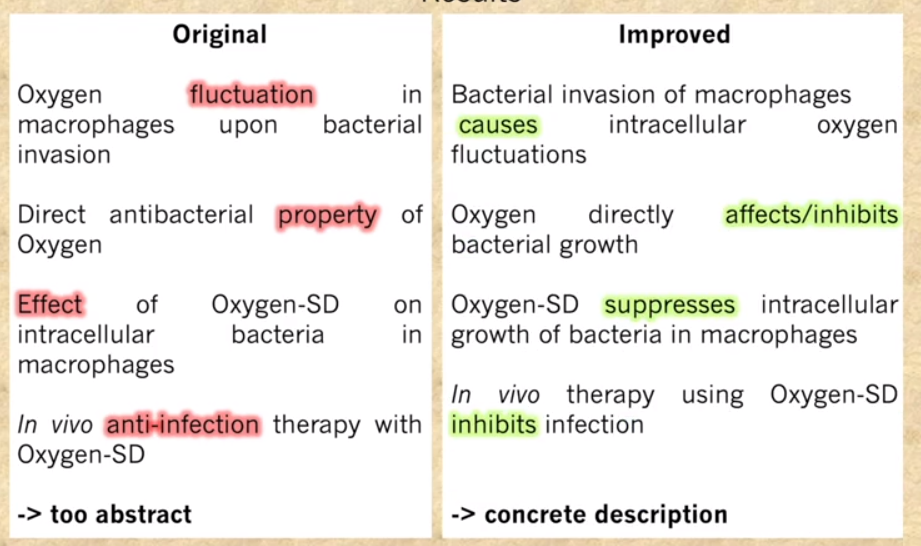 Results
Original
Oxygen fluctuation in
macrophages upon bacterial
invasion
Direct antibacterial property of
Oxygen
Effect of Oxygen-SD on
intracellular bacteria in
macrophages
In vivo anti-infection therapy with
Oxygen-SD
-> too abstract
Improved
Bacterial invasion of macrophages
causes intracellular oxygen
fluctuations
Oxygen directly affects/inhibits
bacterial growth
Oxygen-SD suppresses intracellular
growth of bacteria in macrophages
In vivo therapy using Oxygen-SD
inhibits infection
-> concrete description